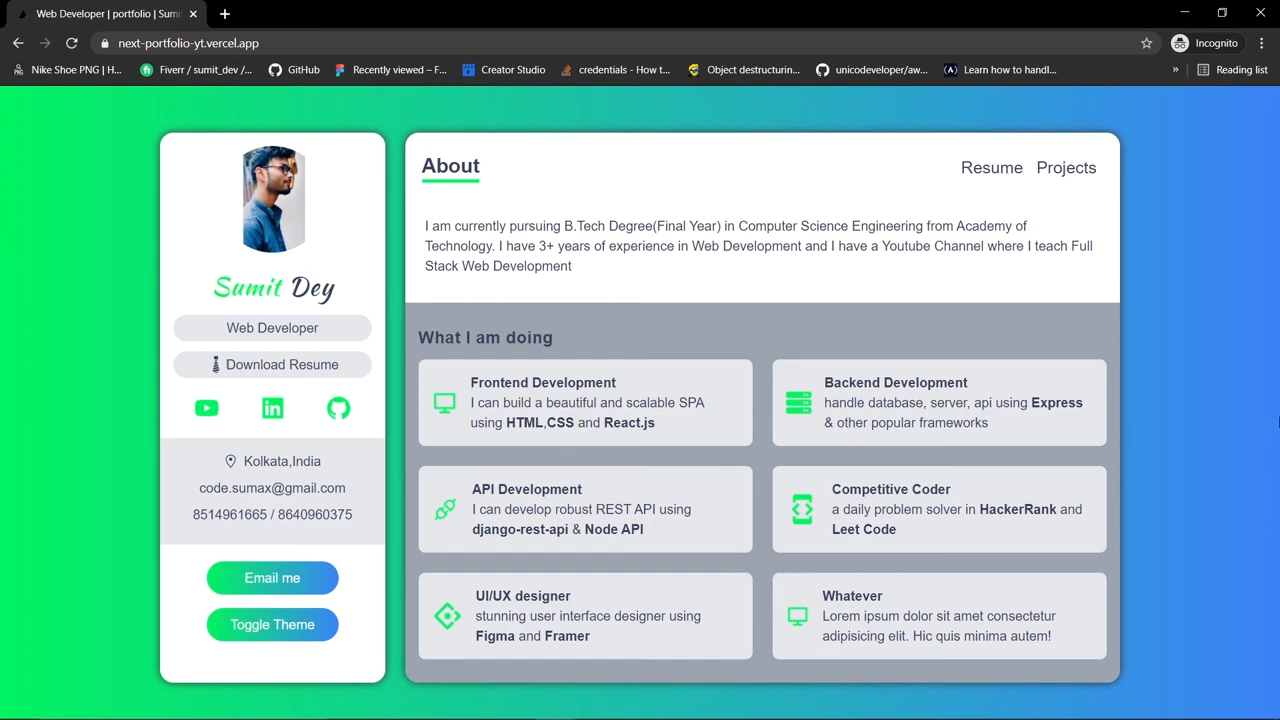 Web Developer | portfolio | Sumi
next-portfolio-yt.vercel.app
Incognito
Nike Shoe PNG | H...
Fiverr / sumit_dev /...
GitHub
Recently viewed – F...
Creator Studio
credentials - How t...
Object destructurin...
unicodeveloper/aw...
Learn how to handl...
»
Reading list
Sumit Dey
Web Developer
Download Resume
Kolkata,India
code.sumax@gmail.com
8514961665 / 8640960375
Email me
Toggle Theme
About
Resume
Projects
I am currently pursuing B.Tech Degree(Final Year) in Computer Science Engineering from Academy of
Technology. I have 3+ years of experience in Web Development and I have a Youtube Channel where I teach Full
Stack Web Development
What I am doing
Frontend Development
I can build a beautiful and scalable SPA
using HTML,CSS and React.js
Backend Development
handle database, server, api using Express
& other popular frameworks
API Development
I can develop robust REST API using
django-rest-api & Node API
Competitive Coder
a daily problem solver in HackerRank and
Leet Code
UI/UX designer
stunning user interface designer using
Figma and Framer
Whatever
Lorem ipsum dolor sit amet consectetur
adipisicing elit. Hic quis minima autem!